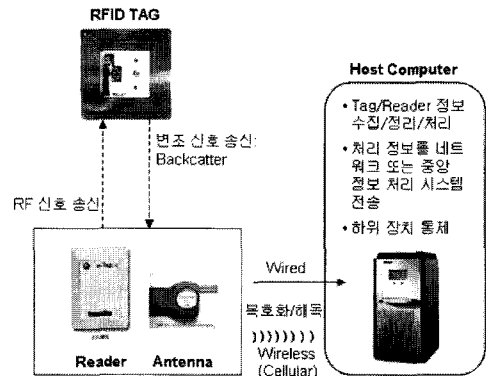 RFID TAG
변조 신호 송신:
Backcatter
RF 신호 송신
Host Computer
• Tag/Reader 정보
수집/정리/처리
• 처리 정보를 네트
워크 또는 중앙
정보 처리 시스템
전송
• 하위 장치 통제
Wired
복호화/해독
Wireless
(Cellular)
Reader
Antenna